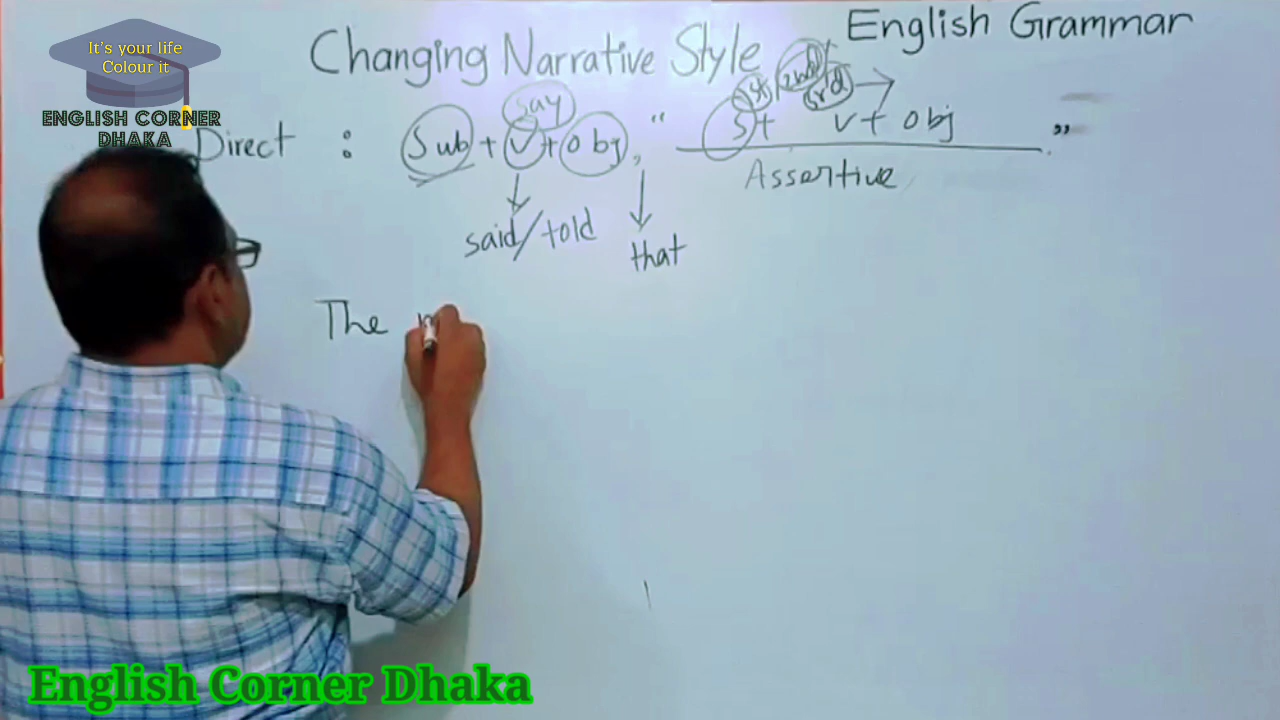 It's your life
Colour it
ENGLISH CORNER
DHAKA
English Grammar
Changing Narrative Style
say
1st, 2nd, 3rd
Direct : Sub + V + Obj, " S + V + Obj. "
Assertive
said/told
that
The
English Corner Dhaka